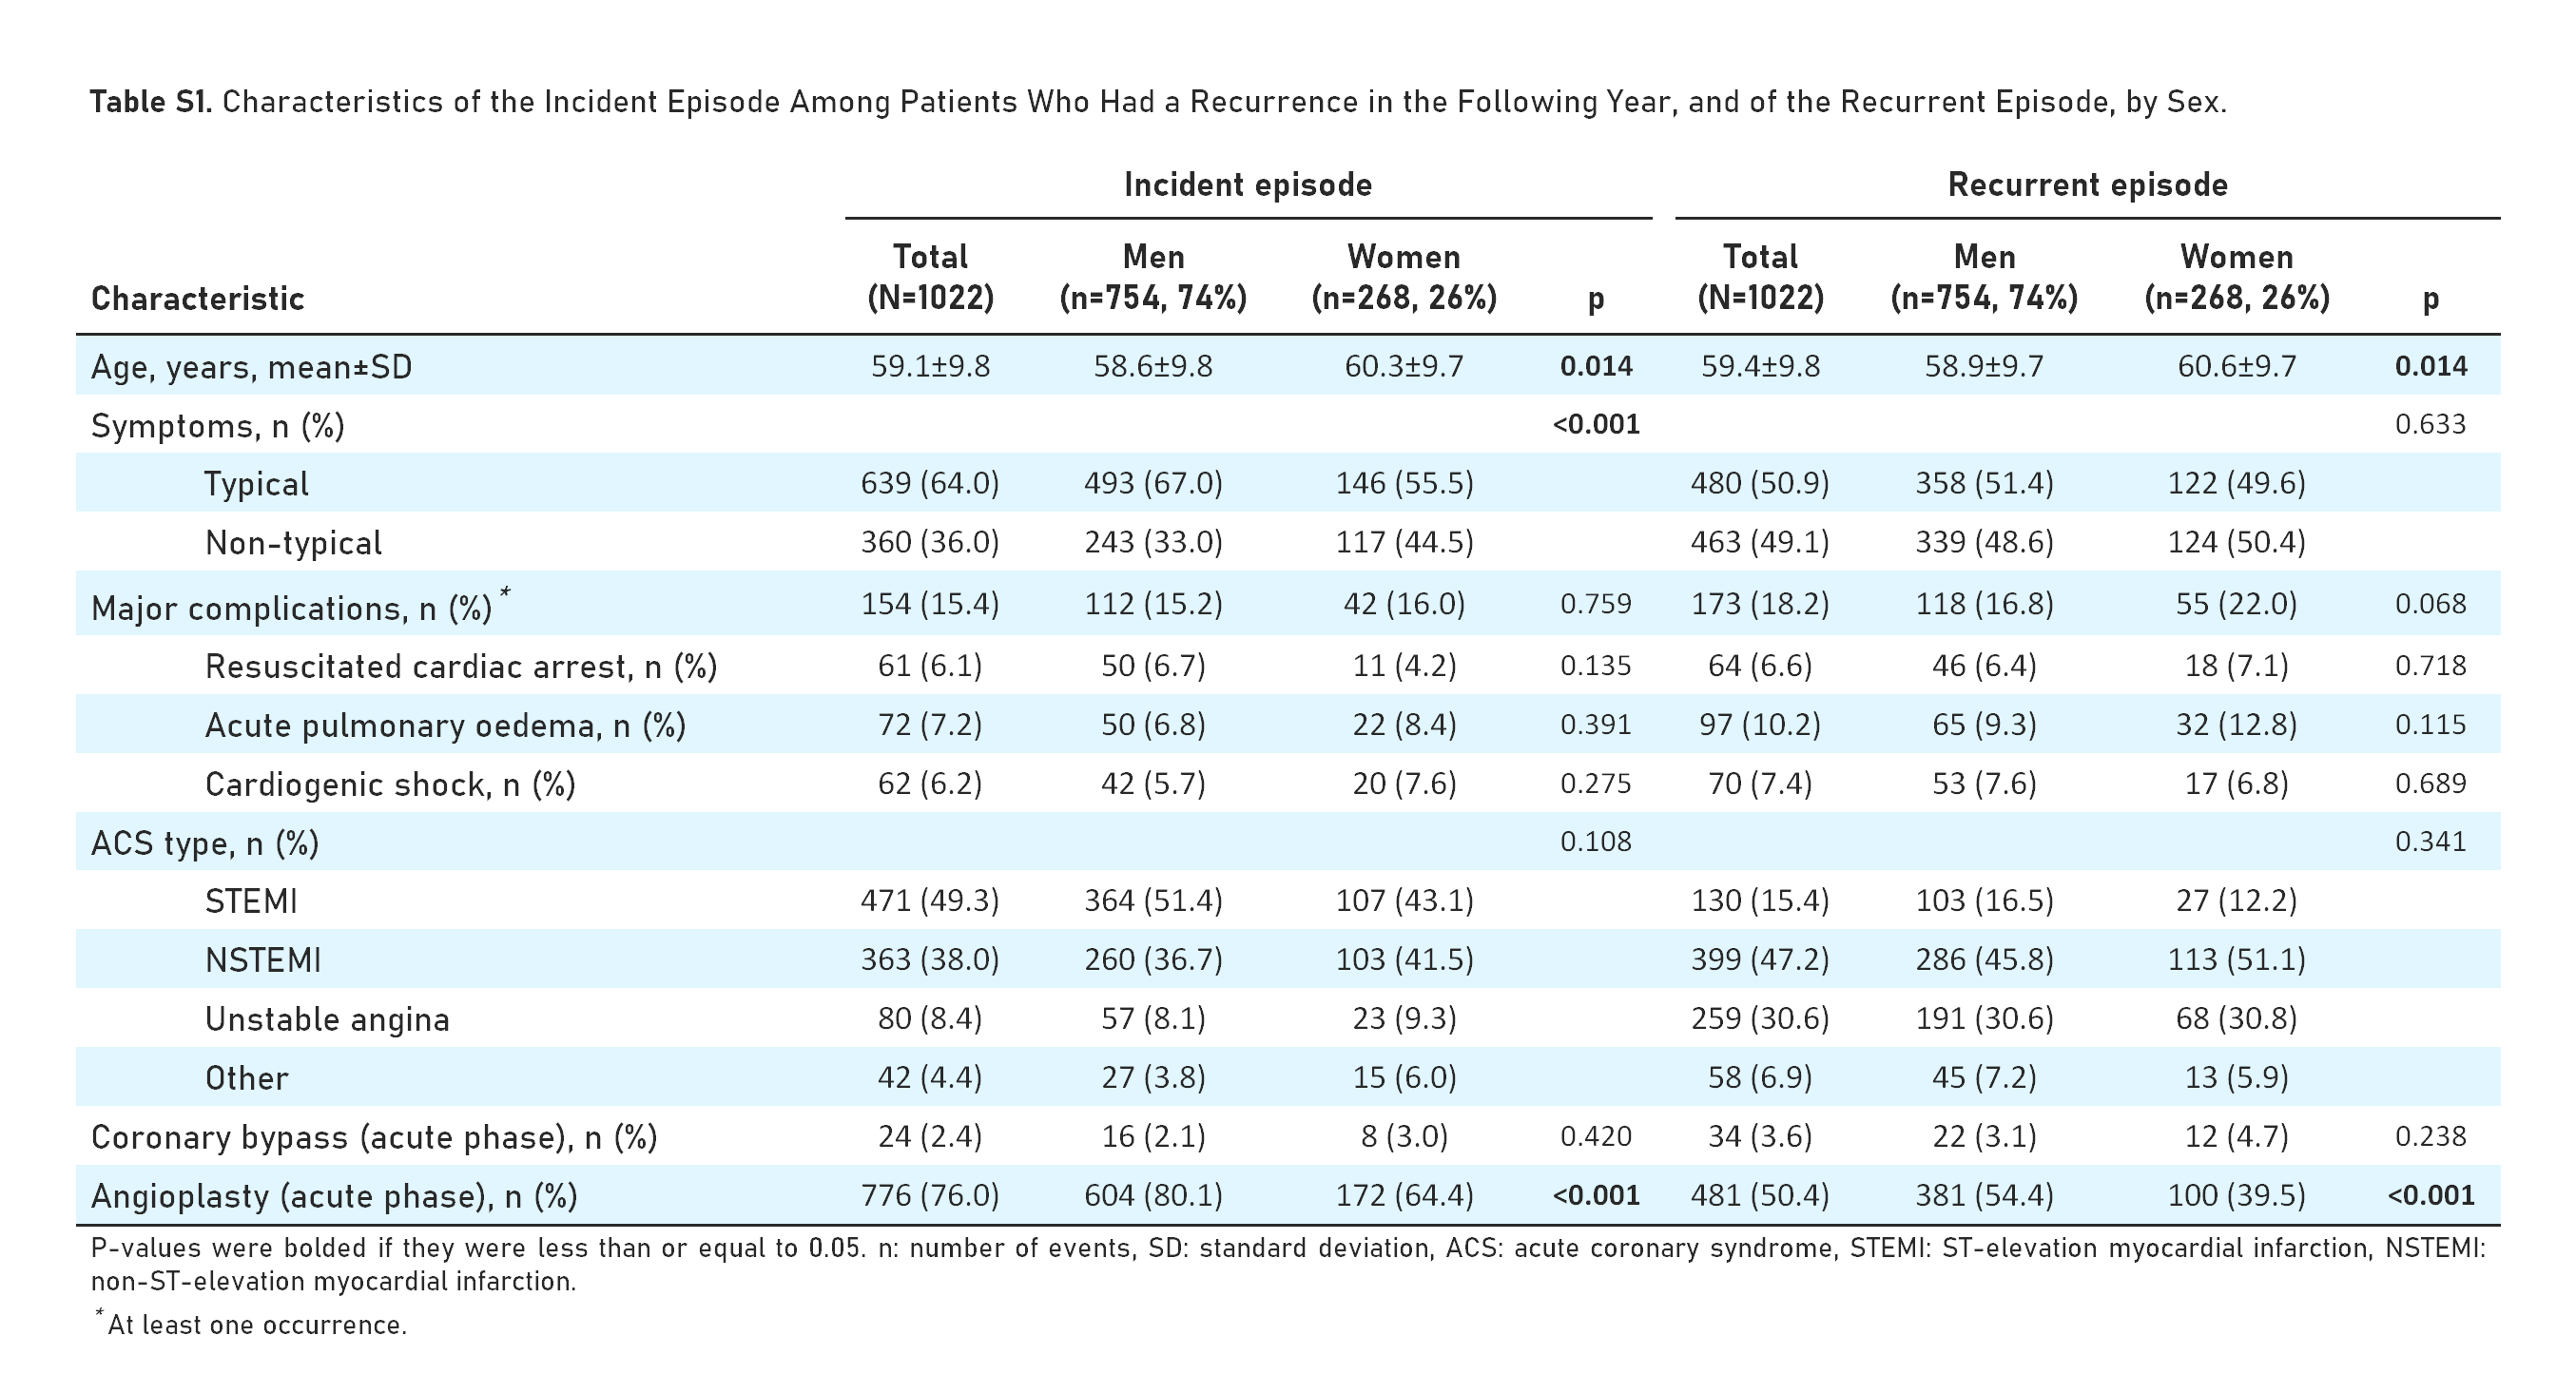 Table S1. Characteristics of the Incident Episode Among Patients Who Had a Recurrence in the Following Year, and of the Recurrent Episode, by Sex.
Incident episode Recurrent episode
Total Men Women Total Men Women
Characteristic (N=1022) (n=754, 74%) (n=268, 26%) p (N=1022) (n=754, 74%) (n=268, 26%) p
Age, years, mean±SD 59.1±9.8 58.6±9.8 60.3±9.7 0.014 59.4±9.8 58.9±9.7 60.6±9.7 0.014
Symptoms, n (%) <0.001 0.633
Typical 639 (64.0) 493 (67.0) 146 (55.5) 480 (50.9) 358 (51.4) 122 (49.6)
Non-typical 360 (36.0) 243 (33.0) 117 (44.5) 463 (49.1) 339 (48.6) 124 (50.4)
Major complications, n (%)* 154 (15.4) 112 (15.2) 42 (16.0) 0.759 173 (18.2) 118 (16.8) 55 (22.0) 0.068
Resuscitated cardiac arrest, n (%) 61 (6.1) 50 (6.7) 11 (4.2) 0.135 64 (6.6) 46 (6.4) 18 (7.1) 0.718
Acute pulmonary oedema, n (%) 72 (7.2) 50 (6.8) 22 (8.4) 0.391 97 (10.2) 65 (9.3) 32 (12.8) 0.115
Cardiogenic shock, n (%) 62 (6.2) 42 (5.7) 20 (7.6) 0.275 70 (7.4) 53 (7.6) 17 (6.8) 0.689
ACS type, n (%) 0.108 0.341
STEMI 471 (49.3) 364 (51.4) 107 (43.1) 130 (15.4) 103 (16.5) 27 (12.2)
NSTEMI 363 (38.0) 260 (36.7) 103 (41.5) 399 (47.2) 286 (45.8) 113 (51.1)
Unstable angina 80 (8.4) 57 (8.1) 23 (9.3) 259 (30.6) 191 (30.6) 68 (30.8)
Other 42 (4.4) 27 (3.8) 15 (6.0) 58 (6.9) 45 (7.2) 13 (5.9)
Coronary bypass (acute phase), n (%) 24 (2.4) 16 (2.1) 8 (3.0) 0.420 34 (3.6) 22 (3.1) 12 (4.7) 0.238
Angioplasty (acute phase), n (%) 776 (76.0) 604 (80.1) 172 (64.4) <0.001 481 (50.4) 381 (54.4) 100 (39.5) <0.001
P-values were bolded if they were less than or equal to 0.05. n: number of events, SD: standard deviation, ACS: acute coronary syndrome, STEMI: ST-elevation myocardial infarction, NSTEMI:
non-ST-elevation myocardial infarction.
*At least one occurrence.